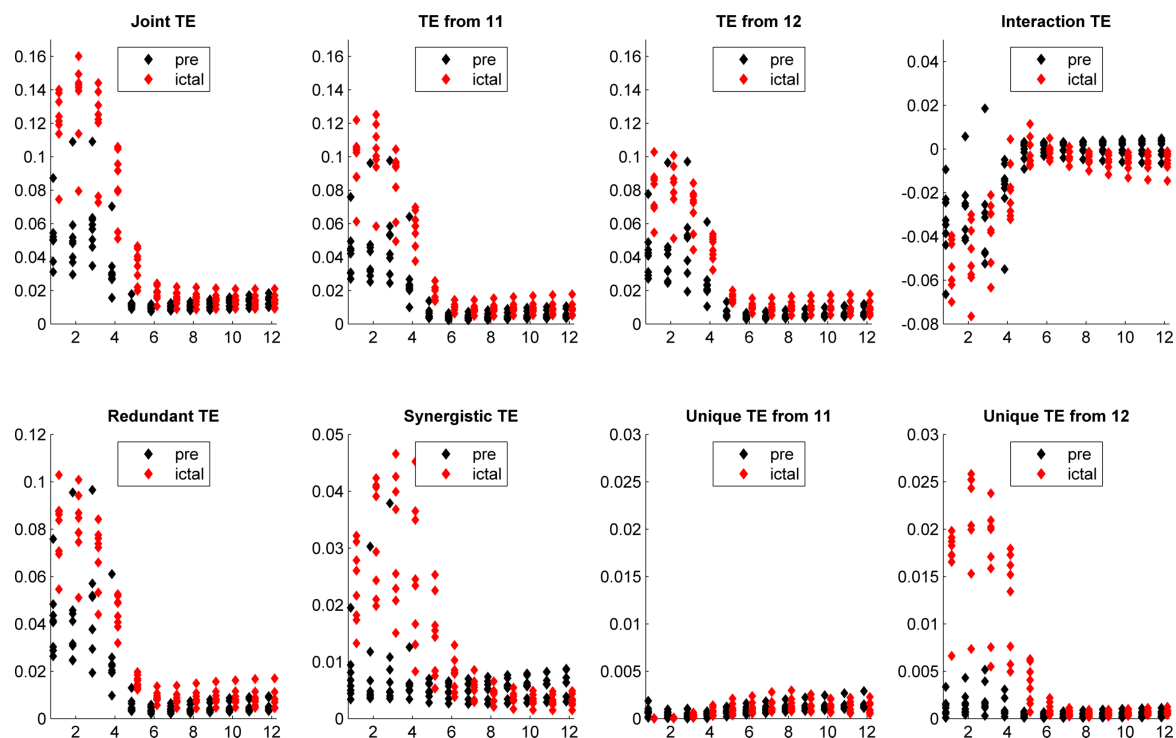 Joint TE
pre
ictal
0.16
0.14
0.12
0.1
0.08
0.06
0.04
0.02
0
2 4 6 8 10 12
TE from 11
pre
ictal
0.16
0.14
0.12
0.1
0.08
0.06
0.04
0.02
0
2 4 6 8 10 12
TE from 12
pre
ictal
0.16
0.14
0.12
0.1
0.08
0.06
0.04
0.02
0
2 4 6 8 10 12
Interaction TE
pre
ictal
0.04
0.02
0
-0.02
-0.04
-0.06
-0.08
2 4 6 8 10 12
Redundant TE
pre
ictal
0.12
0.1
0.08
0.06
0.04
0.02
0
2 4 6 8 10 12
Synergistic TE
pre
ictal
0.05
0.04
0.03
0.02
0.01
0
2 4 6 8 10 12
Unique TE from 11
pre
ictal
0.03
0.025
0.02
0.015
0.01
0.005
0
2 4 6 8 10 12
Unique TE from 12
pre
ictal
0.03
0.025
0.02
0.015
0.01
0.005
0
2 4 6 8 10 12